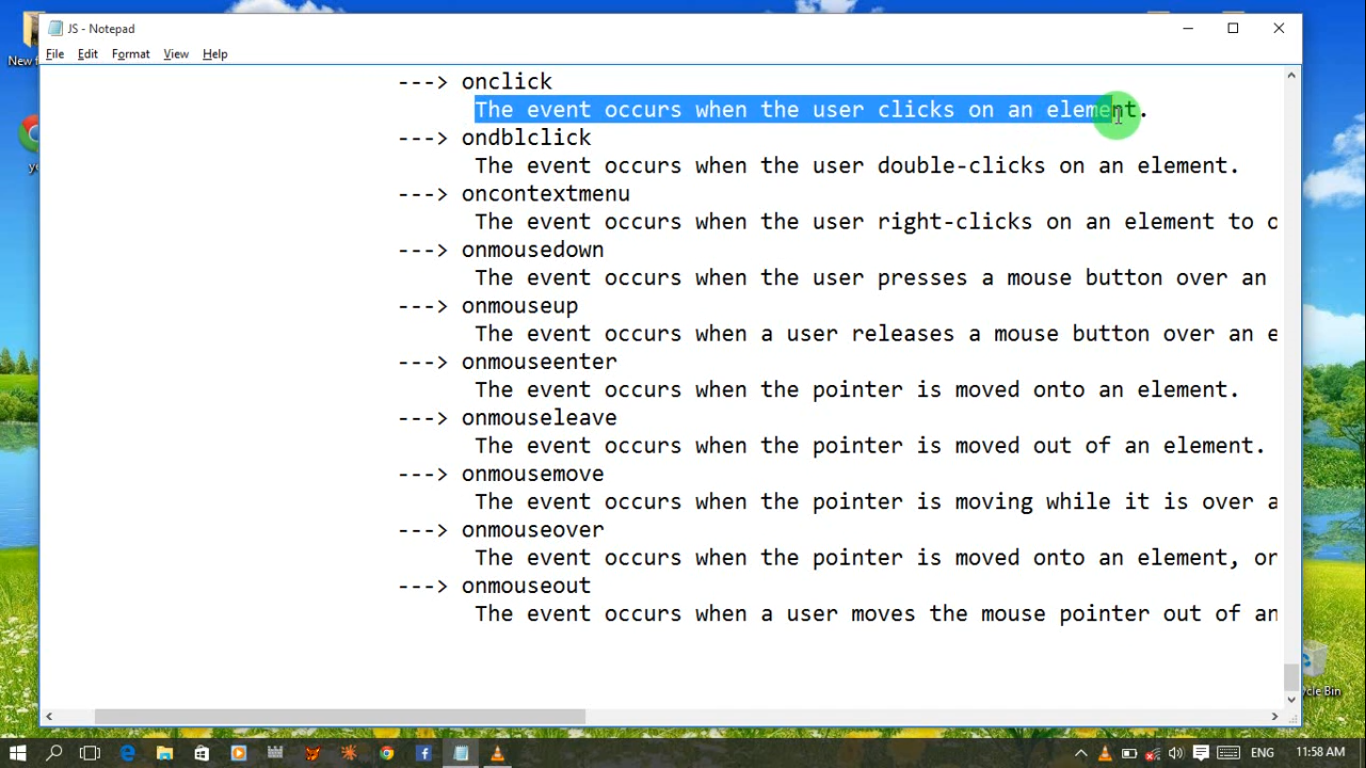 JS - Notepad
File Edit Format View Help
---> onclick
The event occurs when the user clicks on an element.
---> ondblclick
The event occurs when the user double-clicks on an element.
---> oncontextmenu
The event occurs when the user right-clicks on an element to o
---> onmousedown
The event occurs when the user presses a mouse button over an
---> onmouseup
The event occurs when a user releases a mouse button over an e
---> onmouseenter
The event occurs when the pointer is moved onto an element.
---> onmouseleave
The event occurs when the pointer is moved out of an element.
---> onmousemove
The event occurs when the pointer is moving while it is over a
---> onmouseover
The event occurs when the pointer is moved onto an element, or
---> onmouseout
The event occurs when a user moves the mouse pointer out of an
New
ycle Bin
ENG 11:58 AM